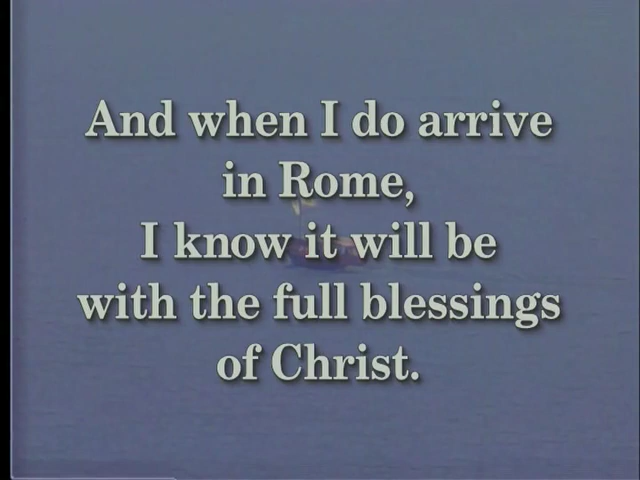 And when I do arrive
in Rome,
I know it will be
with the full blessings
of Christ.